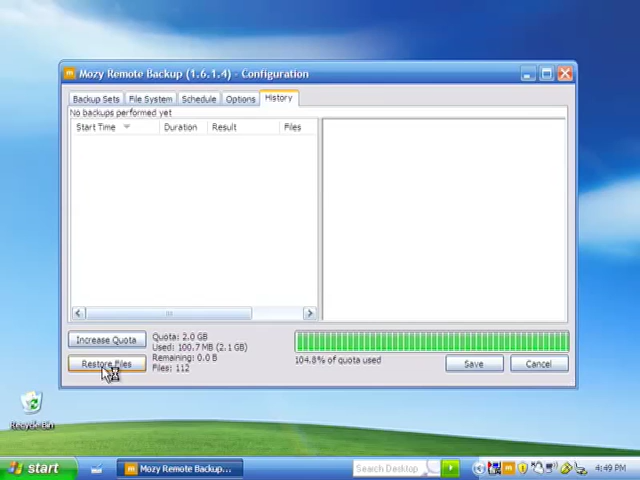 Mozy Remote Backup (1.6.1.4) - Configuration
Backup Sets File System Schedule Options History
No backups performed yet
Start Time Duration Result Files
Increase Quota
Quota: 2.0 GB
Used: 100.7 MB (2.1 GB)
Remaining: 0.0 B
Files: 112
Restore Files
104.8% of quota used
Save Cancel
Recycle Bin
start
Mozy Remote Backup...
Search Desktop
4:49 PM